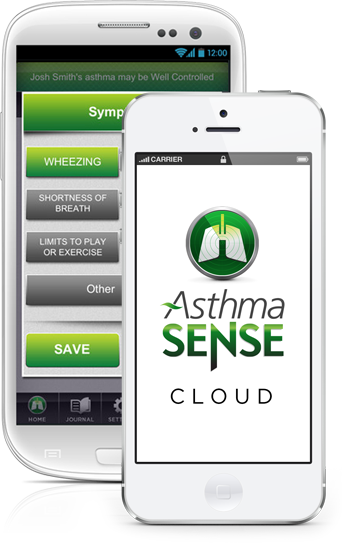 12:00
Josh Smith's asthma may be Well Controlled
Symp
WHEEZING
SHORTNESS OF
BREATH
LIMITS TO PLAY
OR EXERCISE
Other
SAVE
HOME
JOURNAL
SETT
CARRIER
Asthma
SENSE
CLOUD